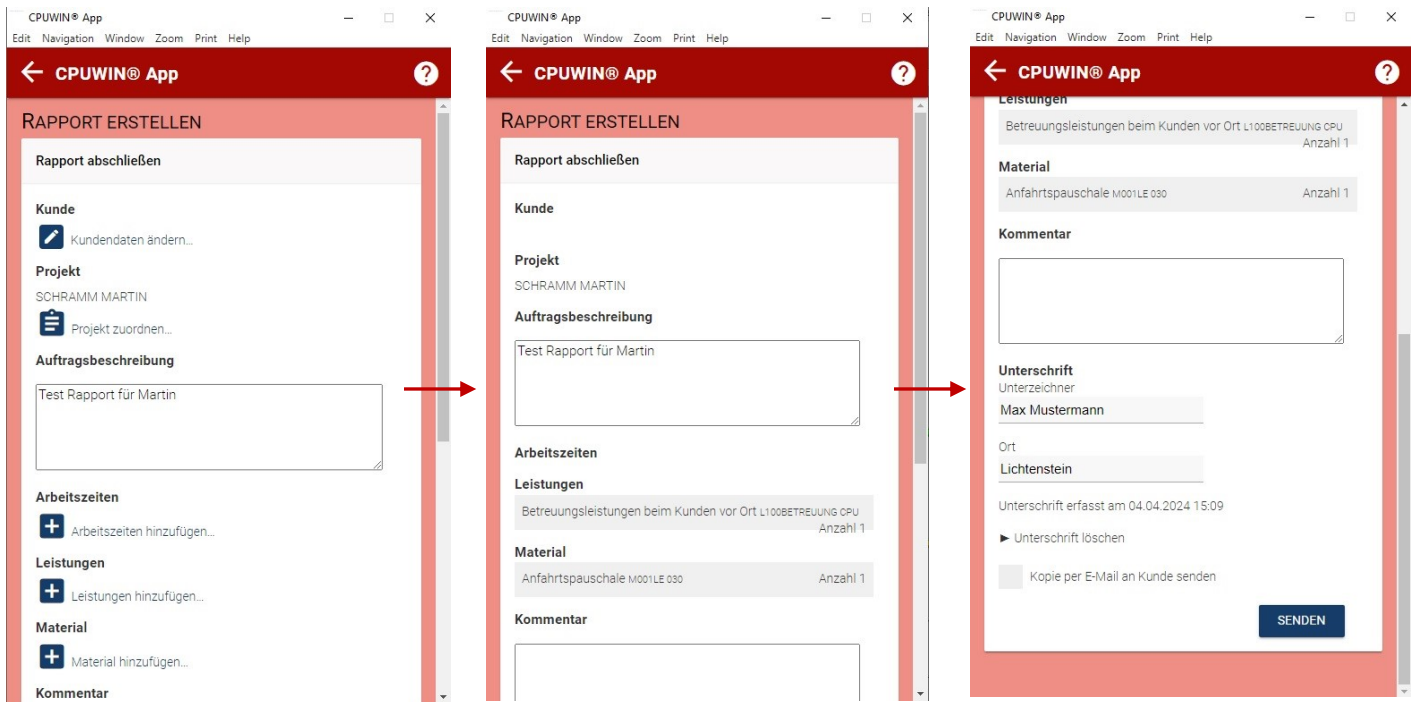 CPUWIN® App
Edit Navigation Window Zoom Print Help
CPUWIN® App
?
RAPPORT ERSTELLEN
Rapport abschließen
Kunde
Kundendaten ändern...
Projekt
SCHRAMM MARTIN
Projekt zuordnen...
Auftragsbeschreibung
Test Rapport für Martin
Arbeitszeiten
Arbeitszeiten hinzufügen...
Leistungen
Leistungen hinzufügen...
Material
Material hinzufügen...
Kommentar
CPUWIN® App
Edit Navigation Window Zoom Print Help
CPUWIN® App
?
RAPPORT ERSTELLEN
Rapport abschließen
Kunde
Projekt
SCHRAMM MARTIN
Auftragsbeschreibung
Test Rapport für Martin
Arbeitszeiten
Leistungen
Betreuungsleistungen beim Kunden vor Ort L100BETREUUNG CPU
Anzahl 1
Material
Anfahrtspauschale M001LE 030 Anzahl 1
Kommentar
CPUWIN® App
Edit Navigation Window Zoom Print Help
CPUWIN® App
?
Leistungen
Betreuungsleistungen beim Kunden vor Ort L100BETREUUNG CPU
Anzahl 1
Material
Anfahrtspauschale M001LE 030 Anzahl 1
Kommentar
Unterschrift
Unterzeichner
Max Mustermann
Ort
Lichtenstein
Unterschrift erfasst am 04.04.2024 15:09
► Unterschrift löschen
Kopie per E-Mail an Kunde senden
SENDEN